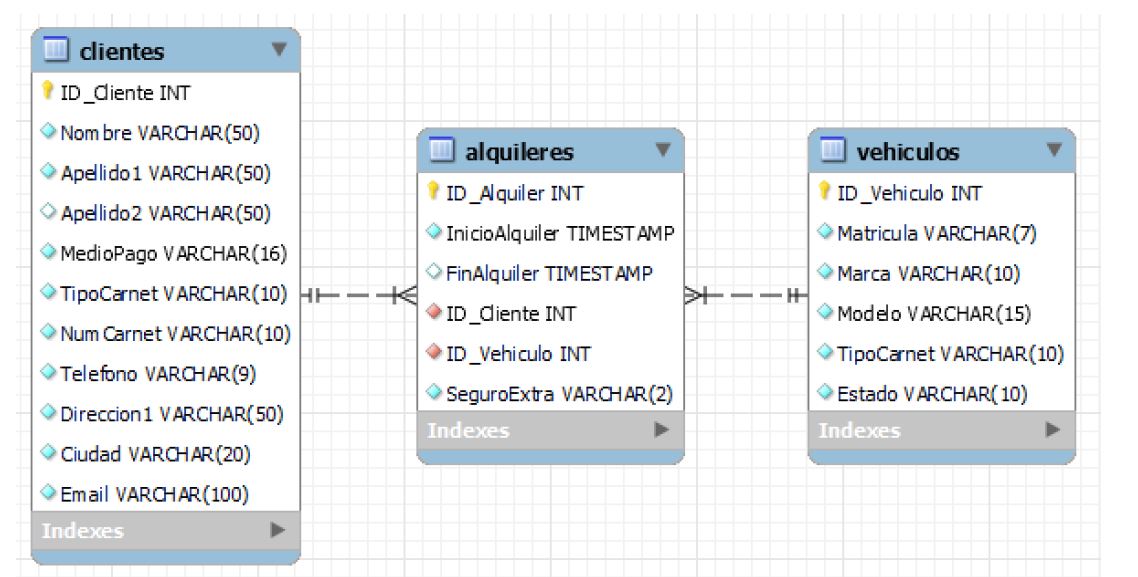 clientes
ID_Cliente INT
Nombre VARCHAR(50)
Apellido1 VARCHAR(50)
Apellido2 VARCHAR(50)
MedioPago VARCHAR(16)
TipoCarnet VARCHAR(10)
NumCarnet VARCHAR(10)
Telefono VARCHAR(9)
Direccion1 VARCHAR(50)
Ciudad VARCHAR(20)
Email VARCHAR(100)
Indexes
alquileres
ID_Alquiler INT
InicioAlquiler TIMESTAMP
FinAlquiler TIMESTAMP
ID_Cliente INT
ID_Vehiculo INT
SeguroExtra VARCHAR(2)
Indexes
vehiculos
ID_Vehiculo INT
Matricula VARCHAR(7)
Marca VARCHAR(10)
Modelo VARCHAR(15)
TipoCarnet VARCHAR(10)
Estado VARCHAR(10)
Indexes